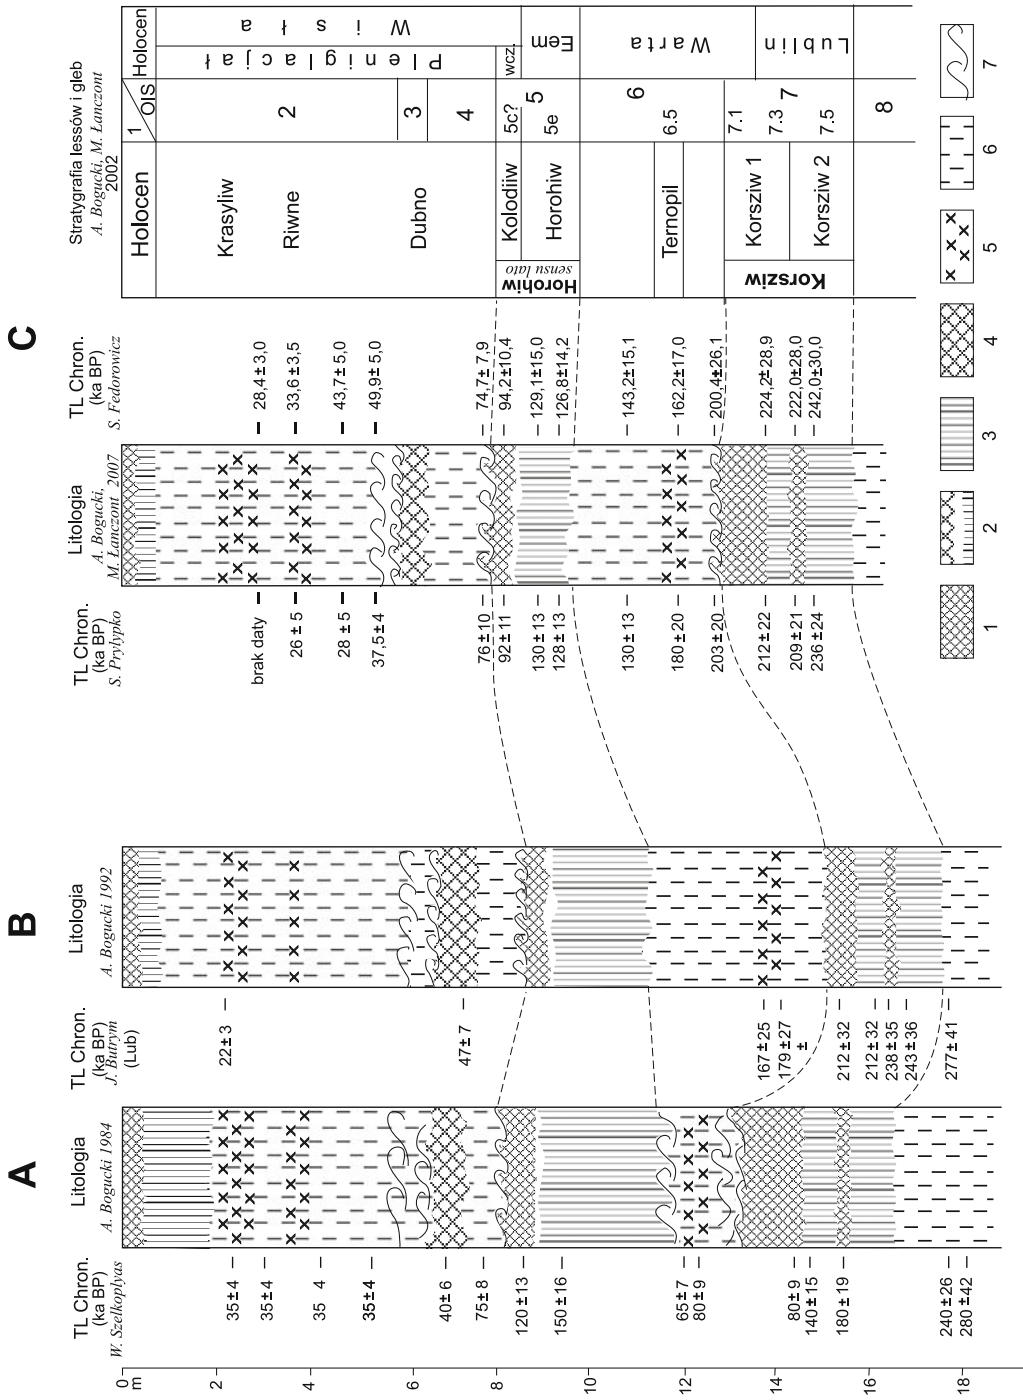 A
B
C
TL Chron.
(ka BP)
W. Szelkoplyas
Litologia
A. Bogucki 1984
TL Chron.
(ka BP)
J. Butrym
(Lub)
Litologia
A. Bogucki 1992
TL Chron.
(ka BP)
S. Prylypko
Litologia
A. Bogucki,
M. Łanczont 2007
TL Chron.
(ka BP)
S. Fedorowicz
Stratygrafia lessów i gleb
A. Bogucki, M. Łanczont
2002
0
m
2
4
6
8
10
12
14
16
18
35±4
35±4
35 4
35±4
40±6
75±8
120±13
150±16
65±7
80±9
80±9
140±15
180±19
240±26
280±42
22±3
47±7
167±25
179±27
±
212±32
212±32
238±35
243±36
277±41
brak daty
26±5
28±5
37,5±4
76±10
92±11
130±13
128±13
130±13
180±20
203±20
212±22
209±21
236±24
28,4±3,0
33,6±3,5
43,7±5,0
49,9±5,0
74,7±7,9
94,2±10,4
129,1±15,0
126,8±14,2
143,2±15,1
162,2±17,0
200,4±26,1
224,2±28,9
222,0±28,0
242,0±30,0
Holocen
Krasyliw
Riwne
Dubno
Kolodiiw
Horohiw
Horohiw
sensu lato
Ternopil
Korsziw 1
Korsziw 2
Korsziw
1
OIS
2
3
4
5c?
5
5e
6
6.5
7.1
7
7.3
7.5
8
Holocen
Pleniglacjał
wcz.
Wisła
Eem
Warta
Lublin
1
2
3
4
5
6
7